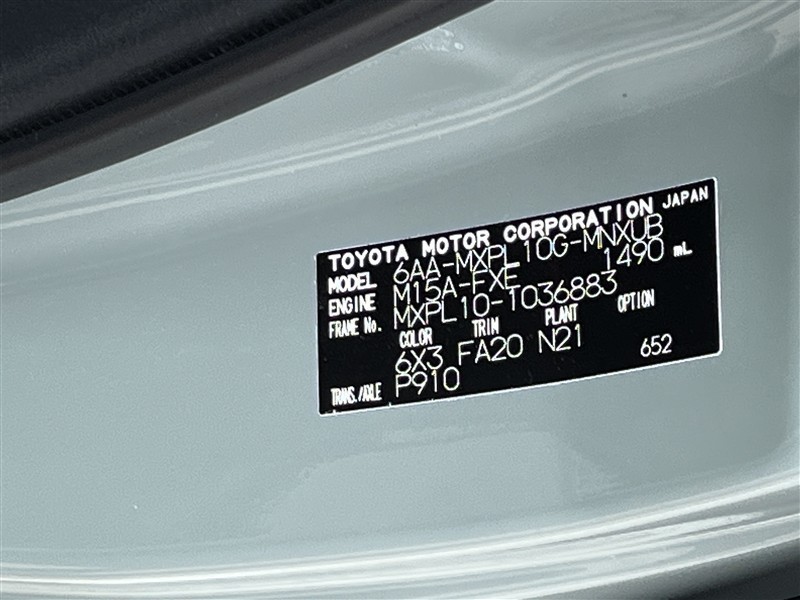 TOYOTA MOTOR CORPORATION JAPAN
MODEL 6AA-MXPL10G-MNXUB
ENGINE M15A-FXE 1490 mL
FRAME No. MXPL10-1036883
COLOR TRIM PLANT OPTION
6X3 FA20 N21
TRANS./AXLE P910 652